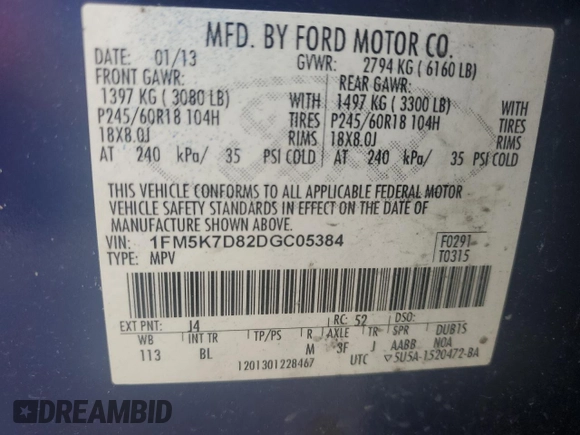 MFD. BY FORD MOTOR CO.
DATE: 01/13 GVWR: 2794 KG ( 6160 LB)
FRONT GAWR: REAR GAWR:
1397 KG ( 3080 LB) WITH 1497 KG ( 3300 LB) WITH
P245/60R18 104H TIRES P245/60R18 104H TIRES
18X8.0J RIMS 18X8.0J RIMS
AT 240 kPa/ 35 PSI COLD AT 240 kPa/ 35 PSI COLD
THIS VEHICLE CONFORMS TO ALL APPLICABLE FEDERAL MOTOR
VEHICLE SAFETY STANDARDS IN EFFECT ON THE DATE OF
MANUFACTURE SHOWN ABOVE.
VIN: 1FM5K7D82DGC05384 F0291
TYPE: MPV T0315
EXT PNT: J4 RC: 52 DSO:
WB INT TR TP/PS R AXLE TR SPR DUB1S
113 BL M 3F J AABB NOA
1201301228467 UTC ▽5U5A-1520472-BA
DREAMBID